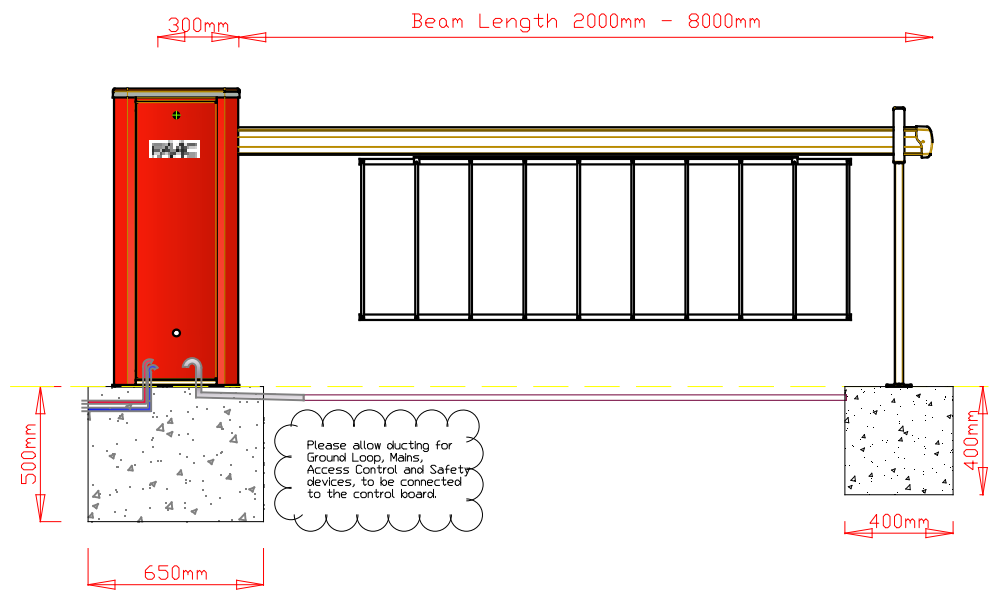 300mm
Beam Length 2000mm - 8000mm
Please allow ducting for
Ground Loop, Mains,
Access Control and Safety
devices, to be connected
to the control board.
500mm
400mm
400mm
650mm